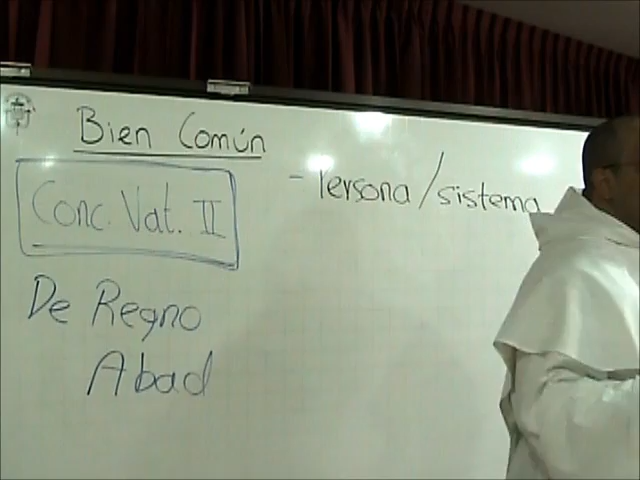 Bien Común
Conc. Vat. II
- Persona/sistema
De Regno
Abad